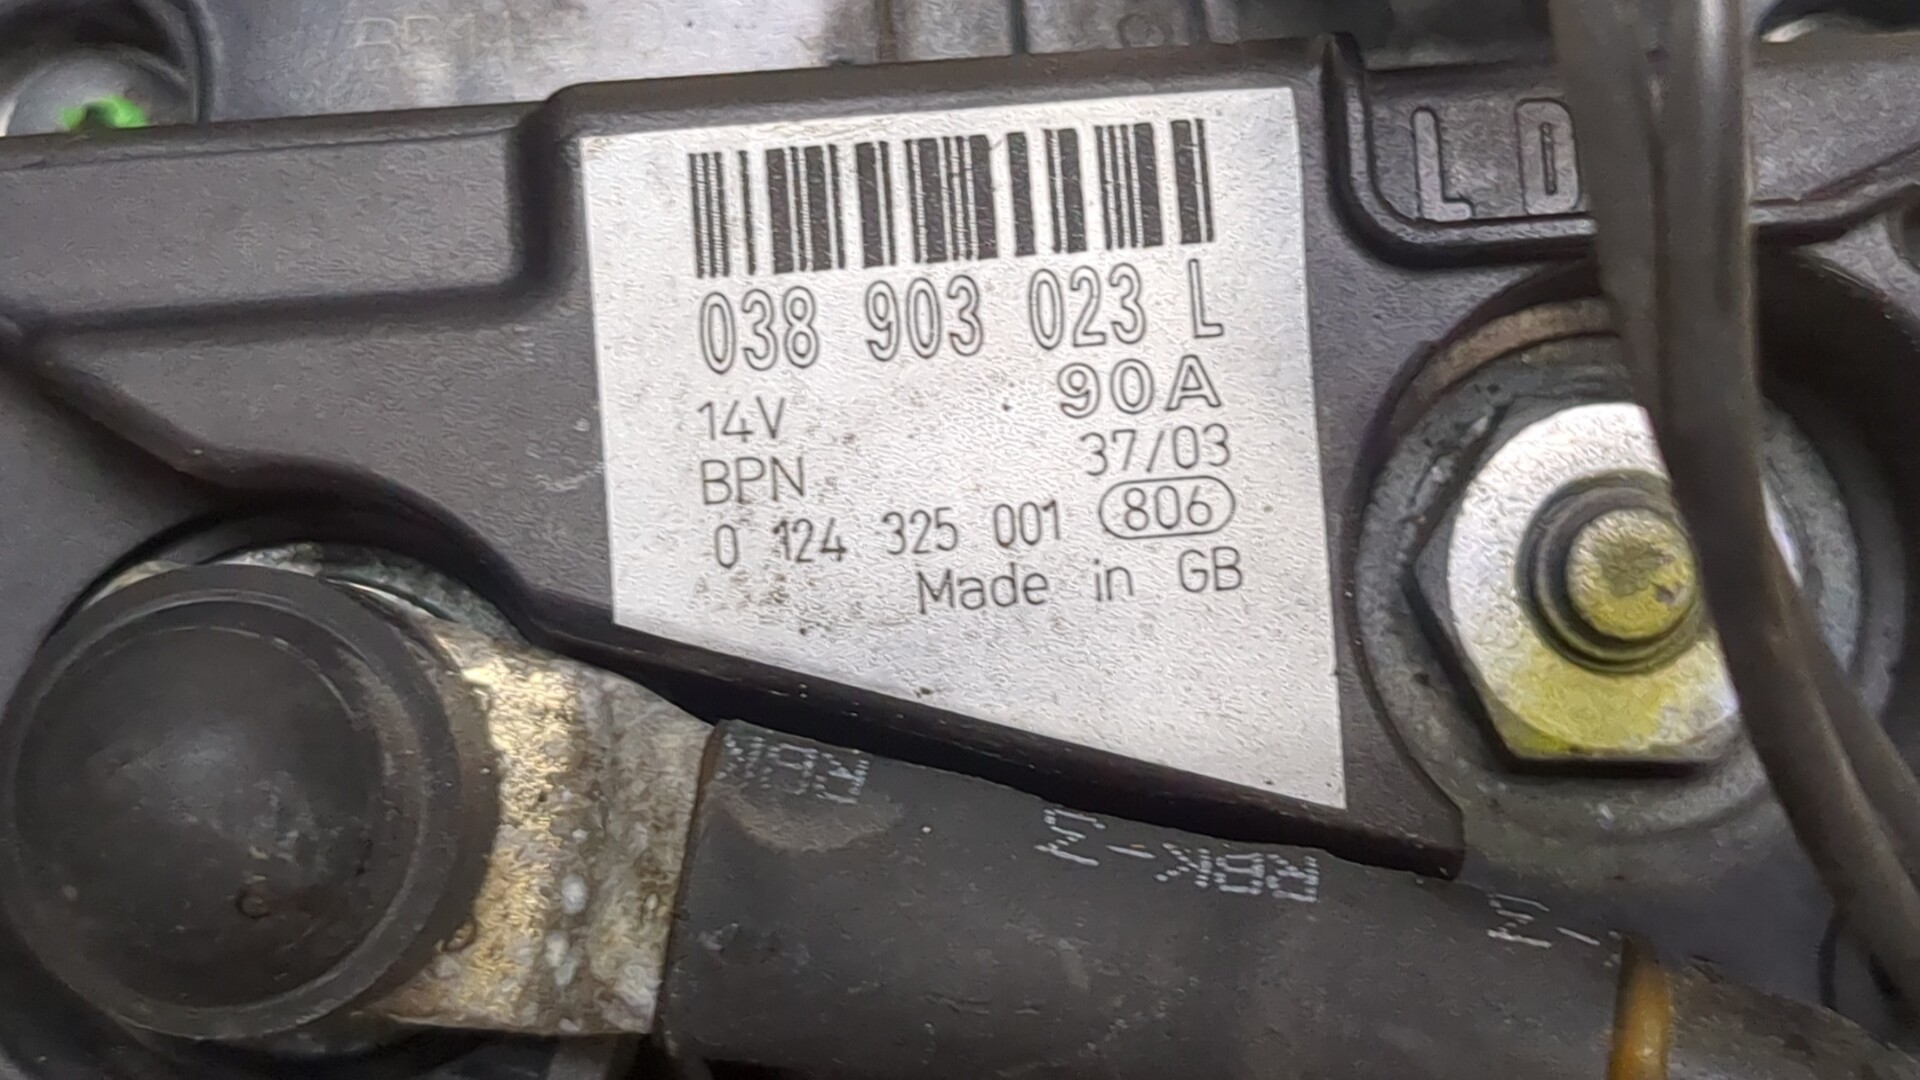 L D
038 903 023 L
14V 90A
BPN 37/03
0 124 325 001 806
Made in GB